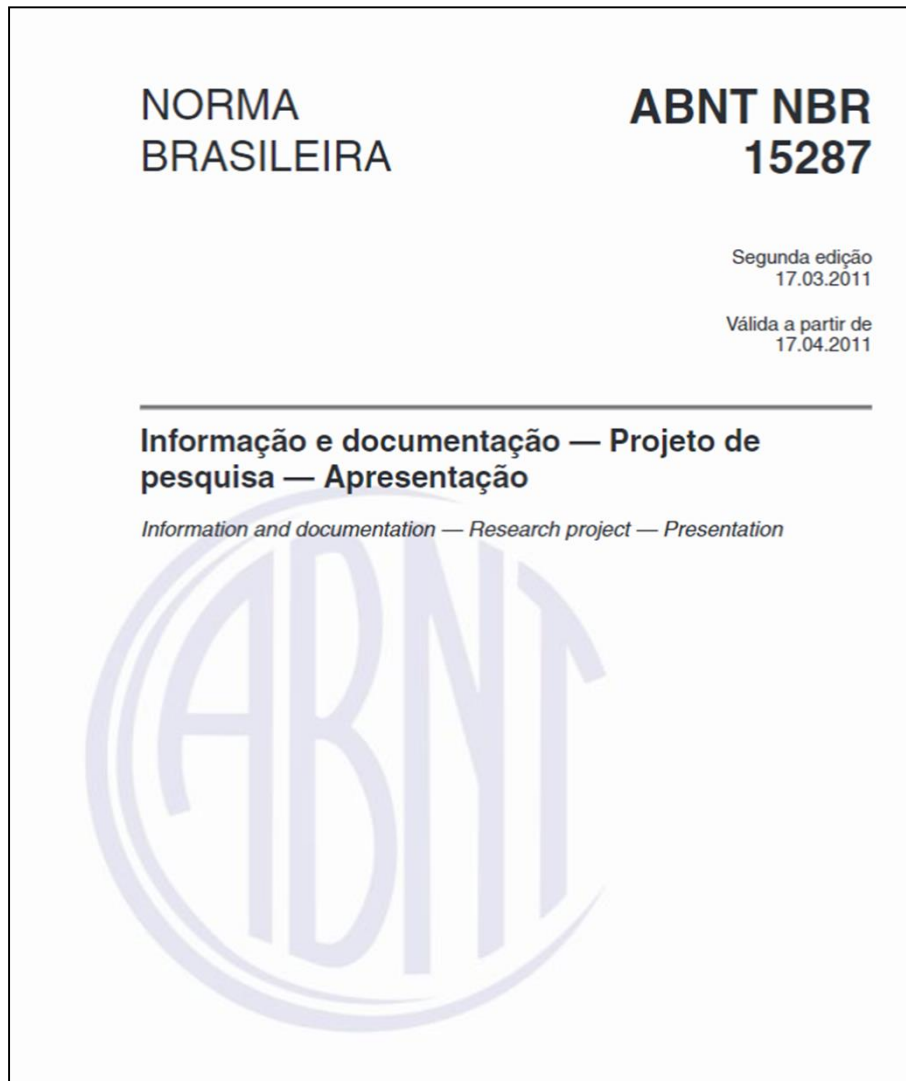 NORMA
BRASILEIRA
ABNT NBR
15287
Segunda edição
17.03.2011
Válida a partir de
17.04.2011
Informação e documentação — Projeto de
pesquisa — Apresentação
Information and documentation — Research project — Presentation
ABNT